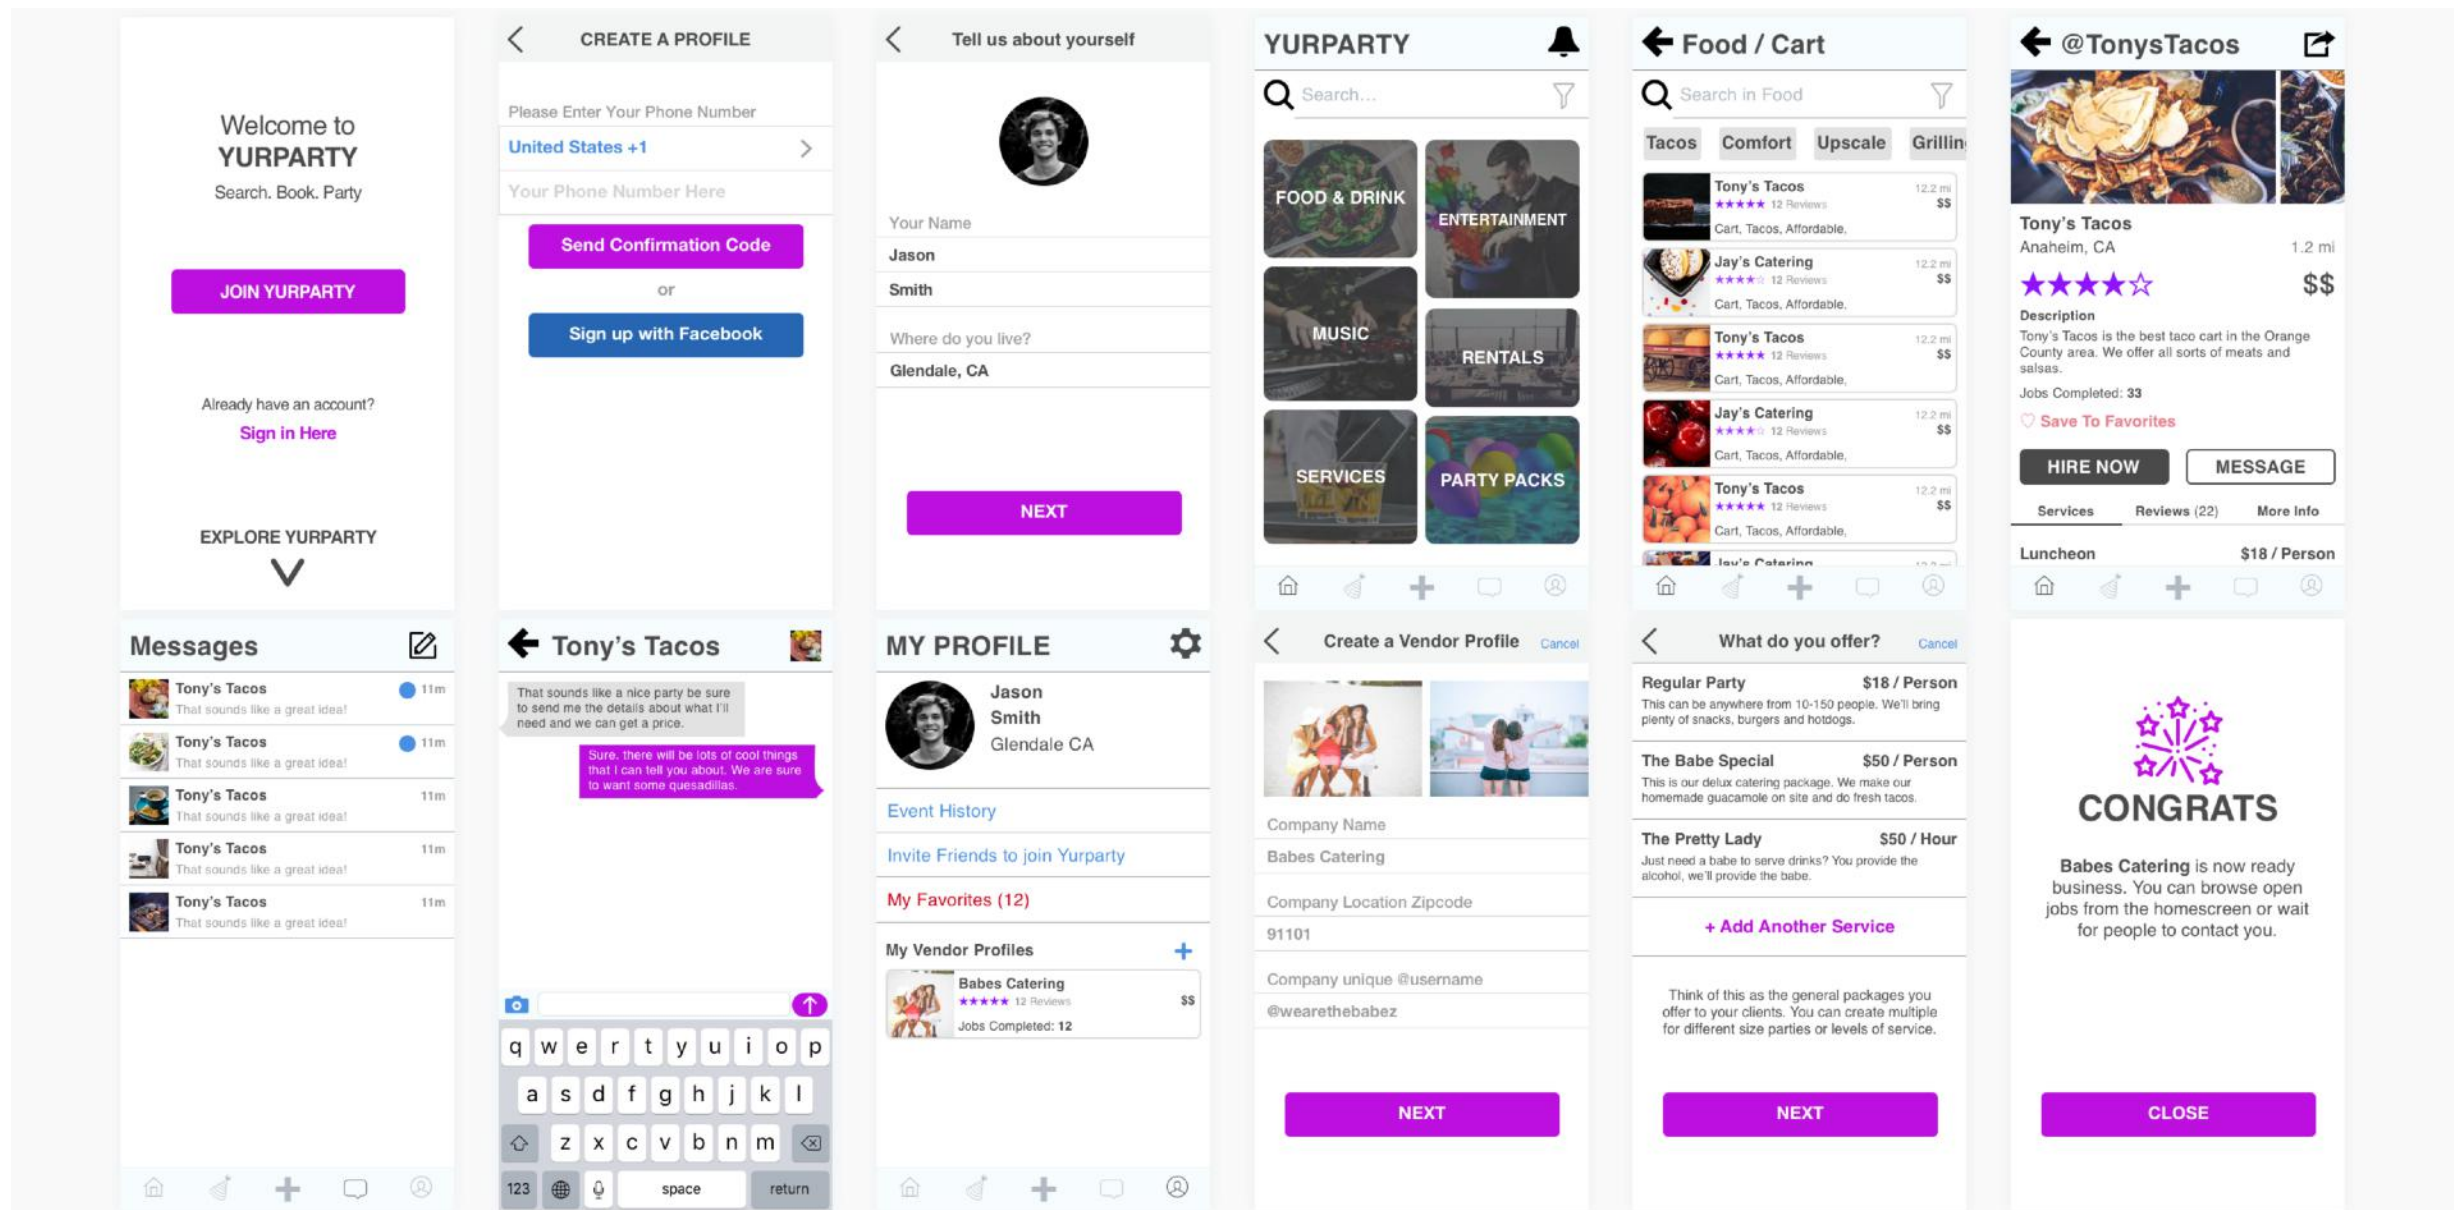 Welcome to
YURPARTY
Search. Book. Party
JOIN YURPARTY
Already have an account?
Sign in Here
EXPLORE YURPARTY
CREATE A PROFILE
Please Enter Your Phone Number
United States +1
Your Phone Number Here
Send Confirmation Code
or
Sign up with Facebook
Tell us about yourself
Your Name
Jason
Smith
Where do you live?
Glendale, CA
NEXT
YURPARTY
Search...
FOOD & DRINK
ENTERTAINMENT
MUSIC
RENTALS
SERVICES
PARTY PACKS
Food / Cart
Search in Food
Tacos Comfort Upscale Grillin
Tony's Tacos 12.2 mi
★★★★★ 12 Reviews $$
Cart, Tacos, Affordable,
Jay's Catering 12.2 mi
★★★★☆ 12 Reviews $$
Cart, Tacos, Affordable,
Tony's Tacos 12.2 mi
★★★★★ 12 Reviews $$
Cart, Tacos, Affordable,
Jay's Catering 12.2 mi
★★★★☆ 12 Reviews $$
Cart, Tacos, Affordable,
Tony's Tacos 12.2 mi
★★★★★ 12 Reviews $$
Cart, Tacos, Affordable,
Jay's Catering
@TonysTacos
Tony's Tacos
Anaheim, CA 1.2 mi
★★★★☆ $$
Description
Tony's Tacos is the best taco cart in the Orange
County area. We offer all sorts of meats and
salsas.
Jobs Completed: 33
♡ Save To Favorites
HIRE NOW MESSAGE
Services Reviews (22) More Info
Luncheon $18 / Person
Messages
Tony's Tacos 11m
That sounds like a great idea!
Tony's Tacos 11m
That sounds like a great idea!
Tony's Tacos 11m
That sounds like a great idea!
Tony's Tacos 11m
That sounds like a great idea!
Tony's Tacos 11m
That sounds like a great idea!
Tony's Tacos
That sounds like a nice party be sure
to send me the details about what I'll
need and we can get a price.
Sure. there will be lots of cool things
that I can tell you about. We are sure
to want some quesadillas.
q w e r t y u i o p
a s d f g h j k l
z x c v b n m
123 space return
MY PROFILE
Jason
Smith
Glendale CA
Event History
Invite Friends to join Yurparty
My Favorites (12)
My Vendor Profiles +
Babes Catering
★★★★★ 12 Reviews $$
Jobs Completed: 12
Create a Vendor Profile Cancel
Company Name
Babes Catering
Company Location Zipcode
91101
Company unique @username
@wearethebabez
NEXT
What do you offer? Cancel
Regular Party $18 / Person
This can be anywhere from 10-150 people. We'll bring
plenty of snacks, burgers and hotdogs.
The Babe Special $50 / Person
This is our delux catering package. We make our
homemade guacamole on site and do fresh tacos.
The Pretty Lady $50 / Hour
Just need a babe to serve drinks? You provide the
alcohol, we'll provide the babe.
+ Add Another Service
Think of this as the general packages you
offer to your clients. You can create multiple
for different size parties or levels of service.
NEXT
CONGRATS
Babes Catering is now ready
business. You can browse open
jobs from the homescreen or wait
for people to contact you.
CLOSE